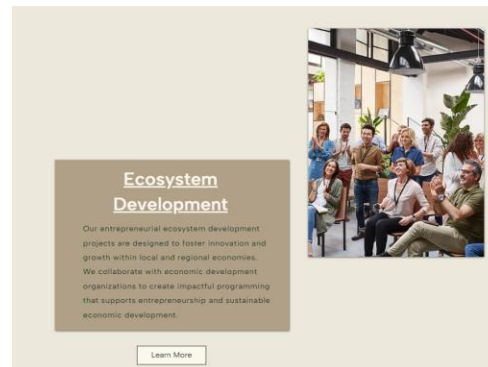 Ecosystem
Development
Our entrepreneurial ecosystem development
projects are designed to foster innovation and
growth within local and regional economies.
We collaborate with economic development
organizations to create impactful programming
that supports entrepreneurship and sustainable
economic development.
Learn More